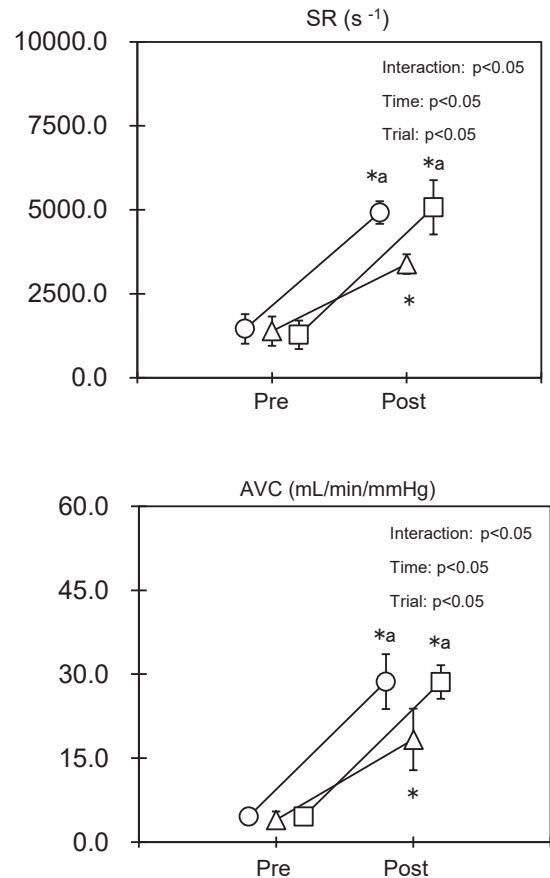 SR (s ⁻¹)
10000.0
Interaction: p<0.05
Time: p<0.05
7500.0
Trial: p<0.05
*a
*a
5000.0
*
2500.0
0.0
Pre
Post
AVC (mL/min/mmHg)
60.0
Interaction: p<0.05
Time: p<0.05
45.0
Trial: p<0.05
*a
*a
30.0
15.0
*
0.0
Pre
Post